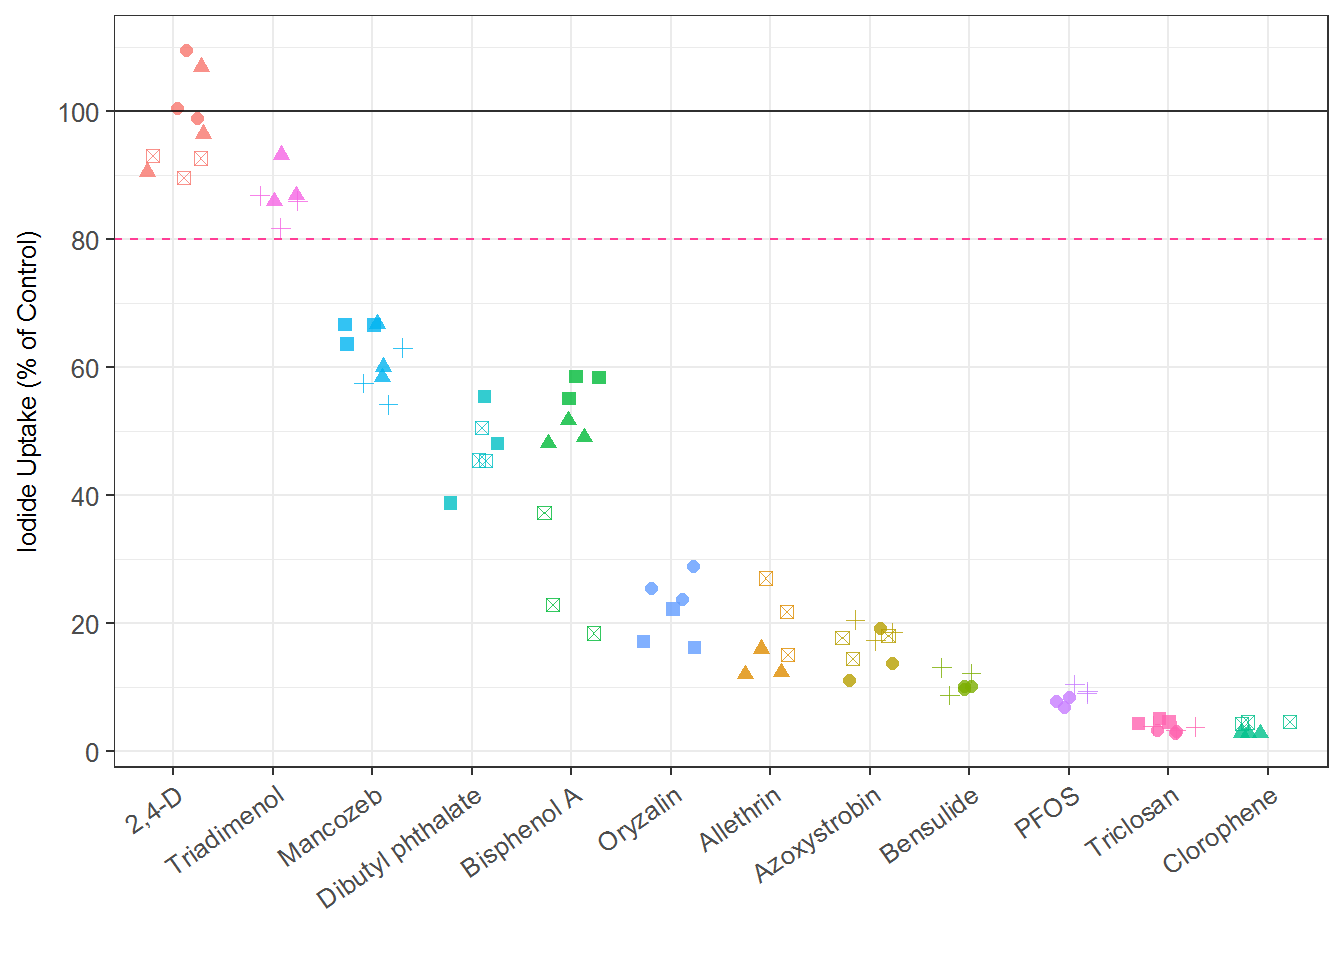 Iodide Uptake (% of Control)
100
80
60
40
20
0
2,4-D
Triadimenol
Mancozeb
Dibutyl phthalate
Bisphenol A
Oryzalin
Allethrin
Azoxystrobin
Bensulide
PFOS
Triclosan
Clorophene